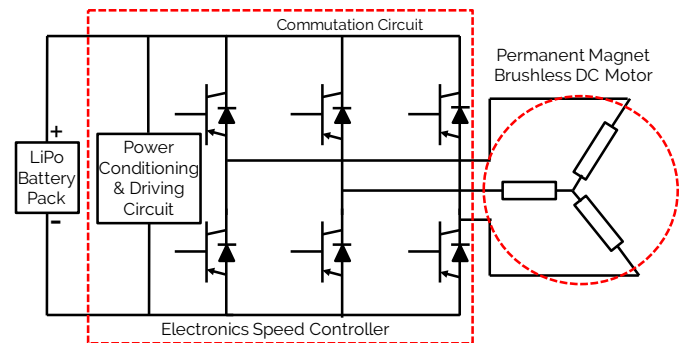 Commutation Circuit
Permanent Magnet
Brushless DC Motor
+
LiPo
Battery
Pack
-
Power
Conditioning
& Driving
Circuit
Electronics Speed Controller